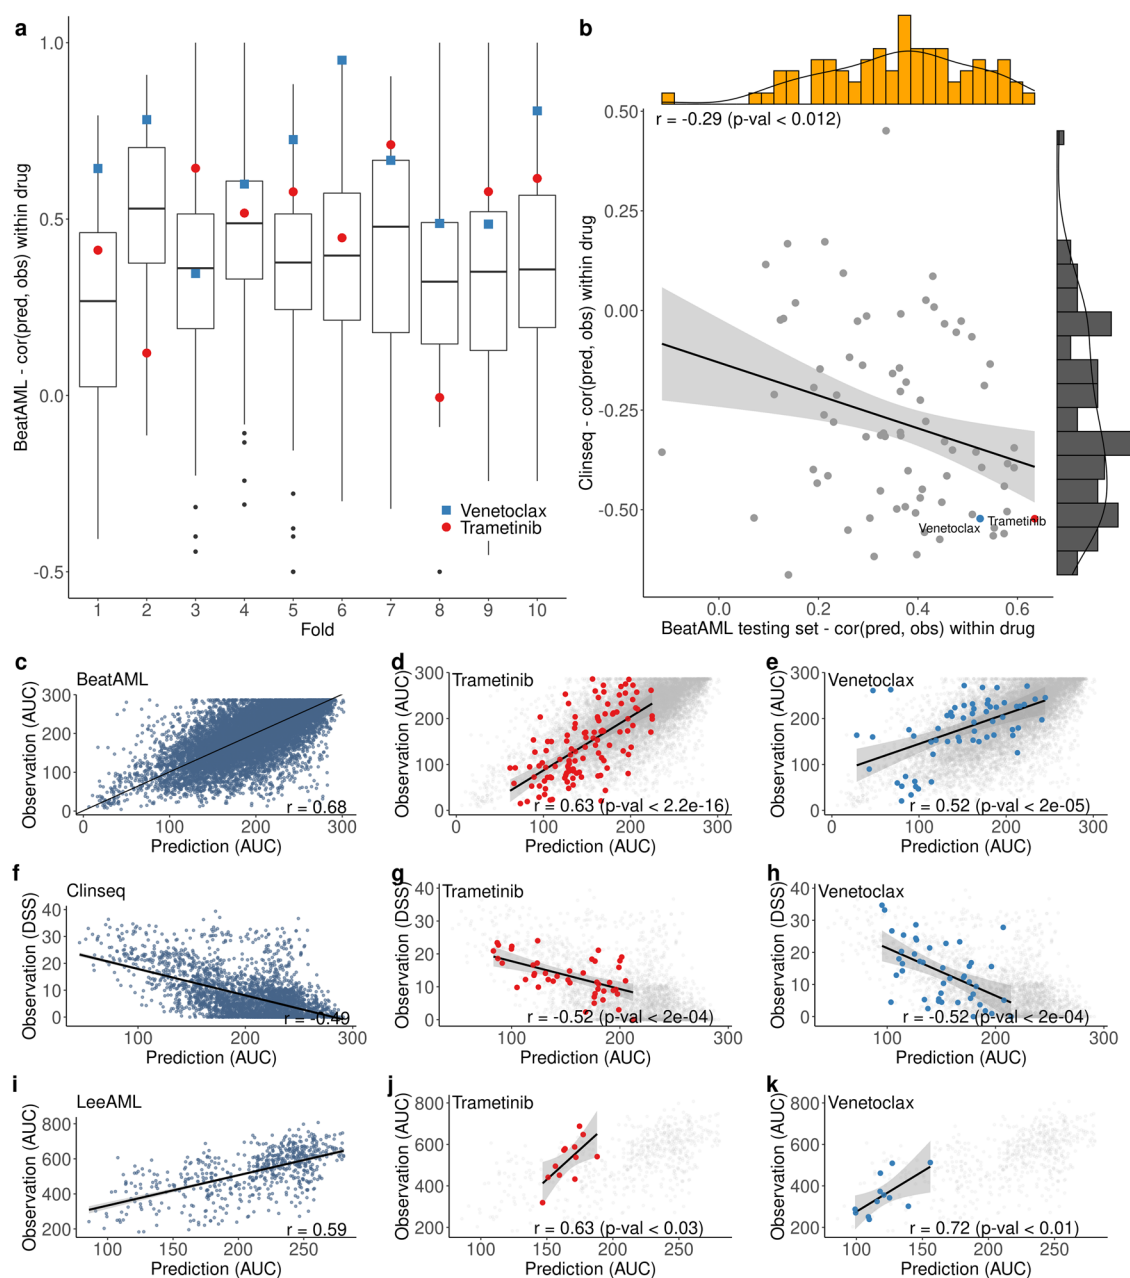 a
BeatAML - cor(pred, obs) within drug
1.0
0.5
0.0
-0.5
Venetoclax
Trametinib
1 2 3 4 5 6 7 8 9 10
Fold
b
r = -0.29 (p-val < 0.012)
Clinseq - cor(pred, obs) within drug
0.50
0.25
0.00
-0.25
-0.50
Venetoclax
Trametinib
0.0 0.2 0.4 0.6
BeatAML testing set - cor(pred, obs) within drug
c
BeatAML
Observation (AUC)
300
200
100
0
r = 0.68
0 100 200 300
Prediction (AUC)
d
Trametinib
Observation (AUC)
300
200
100
0
r = 0.63 (p-val < 2.2e-16)
0 100 200 300
Prediction (AUC)
e
Venetoclax
Observation (AUC)
300
200
100
0
r = 0.52 (p-val < 2e-05)
0 100 200 300
Prediction (AUC)
f
Clinseq
Observation (DSS)
40
30
20
10
0
r = -0.49
100 200 300
Prediction (AUC)
g
Trametinib
Observation (DSS)
40
30
20
10
0
r = -0.52 (p-val < 2e-04)
100 200 300
Prediction (AUC)
h
Venetoclax
Observation (DSS)
40
30
20
10
0
r = -0.52 (p-val < 2e-04)
100 200 300
Prediction (AUC)
i
LeeAML
Observation (AUC)
800
600
400
200
r = 0.59
100 150 200 250
Prediction (AUC)
j
Trametinib
Observation (AUC)
800
600
400
200
r = 0.63 (p-val < 0.03)
100 150 200 250
Prediction (AUC)
k
Venetoclax
Observation (AUC)
800
600
400
200
r = 0.72 (p-val < 0.01)
100 150 200 250
Prediction (AUC)